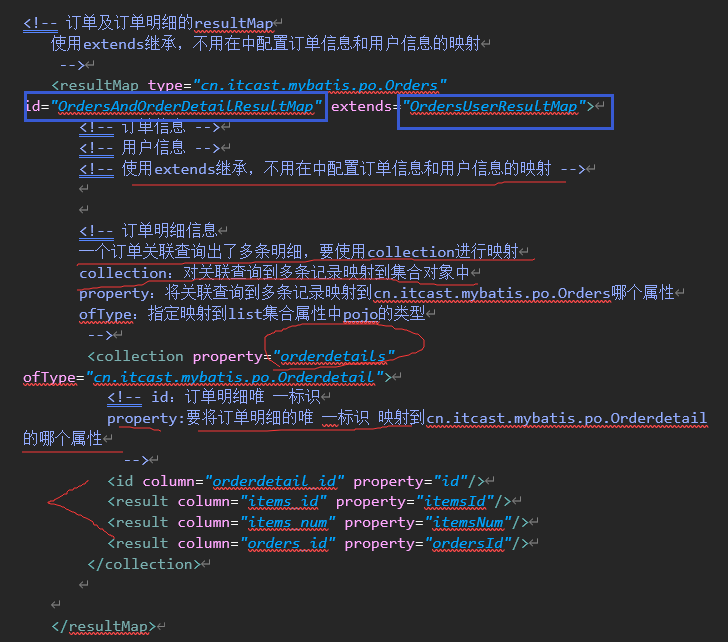 <!-- 订单及订单明细的resultMap
使用extends继承，不用在中配置订单信息和用户信息的映射
-->
<resultMap type="cn.itcast.mybatis.po.Orders"
id="OrdersAndOrderDetailResultMap" extends="OrdersUserResultMap">
<!-- 订单信息 -->
<!-- 用户信息 -->
<!-- 使用extends继承，不用在中配置订单信息和用户信息的映射 -->
<!-- 订单明细信息
一个订单关联查询出了多条明细，要使用collection进行映射
collection：对关联查询到多条记录映射到集合对象中
property：将关联查询到多条记录映射到cn.itcast.mybatis.po.Orders哪个属性
ofType：指定映射到list集合属性中pojo的类型
-->
<collection property="orderdetails"
ofType="cn.itcast.mybatis.po.Orderdetail">
<!-- id：订单明细唯 一标识
property:要将订单明细的唯 一标识 映射到cn.itcast.mybatis.po.Orderdetail
的哪个属性
-->
<id column="orderdetail_id" property="id"/>
<result column="items_id" property="itemsId"/>
<result column="items_num" property="itemsNum"/>
<result column="orders_id" property="ordersId"/>
</collection>
</resultMap>